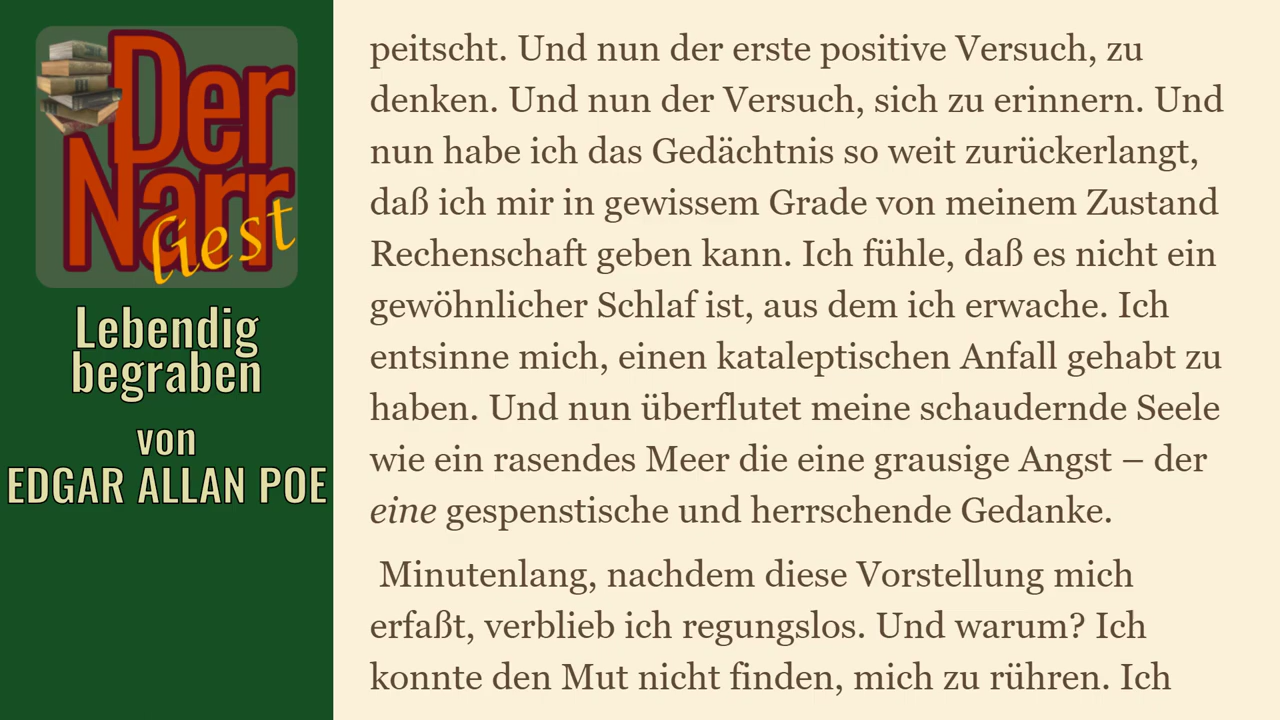 Der
Narr
liest
Lebendig
begraben
von
EDGAR ALLAN POE
peitscht. Und nun der erste positive Versuch, zu
denken. Und nun der Versuch, sich zu erinnern. Und
nun habe ich das Gedächtnis so weit zurückerlangt,
daß ich mir in gewissem Grade von meinem Zustand
Rechenschaft geben kann. Ich fühle, daß es nicht ein
gewöhnlicher Schlaf ist, aus dem ich erwache. Ich
entsinne mich, einen kataleptischen Anfall gehabt zu
haben. Und nun überflutet meine schaudernde Seele
wie ein rasendes Meer die eine grausige Angst – der
eine gespenstische und herrschende Gedanke.
Minutenlang, nachdem diese Vorstellung mich
erfaßt, verblieb ich regungslos. Und warum? Ich
konnte den Mut nicht finden, mich zu rühren. Ich